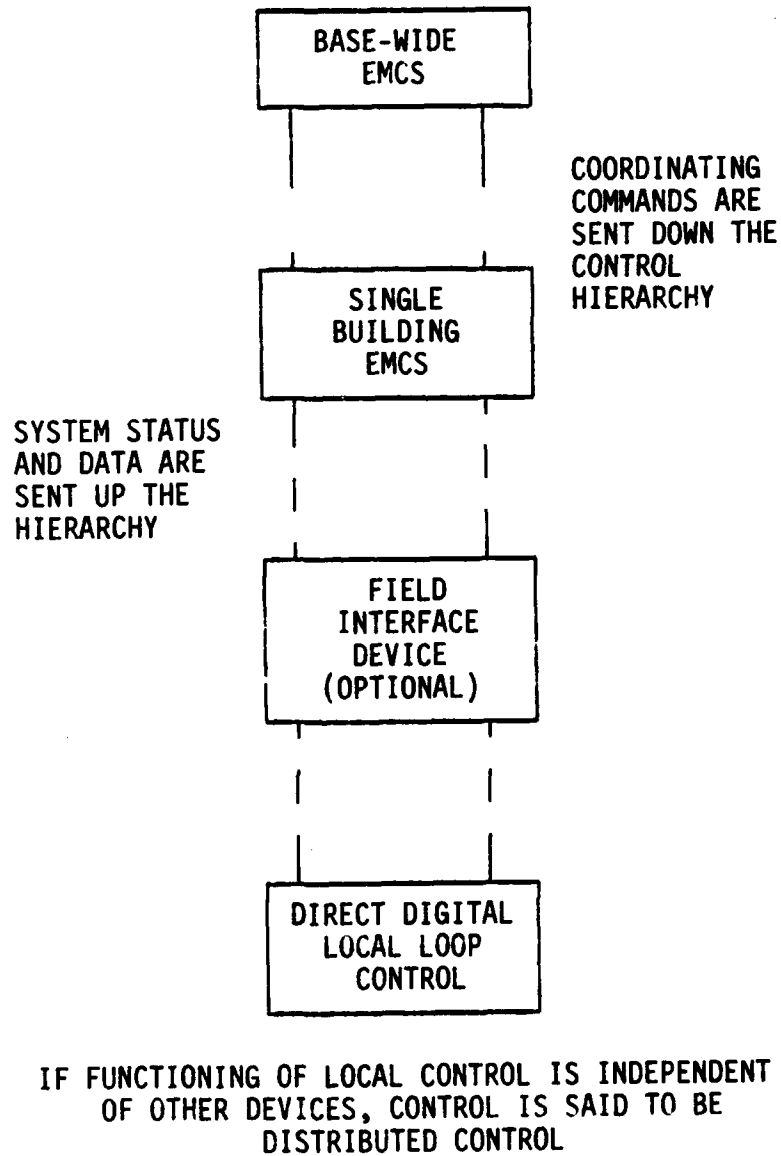 BASE-WIDE
EMCS
COORDINATING
COMMANDS ARE
SENT DOWN THE
CONTROL
HIERARCHY
SINGLE
BUILDING
EMCS
SYSTEM STATUS
AND DATA ARE
SENT UP THE
HIERARCHY
FIELD
INTERFACE
DEVICE
(OPTIONAL)
DIRECT DIGITAL
LOCAL LOOP
CONTROL
IF FUNCTIONING OF LOCAL CONTROL IS INDEPENDENT
OF OTHER DEVICES, CONTROL IS SAID TO BE
DISTRIBUTED CONTROL